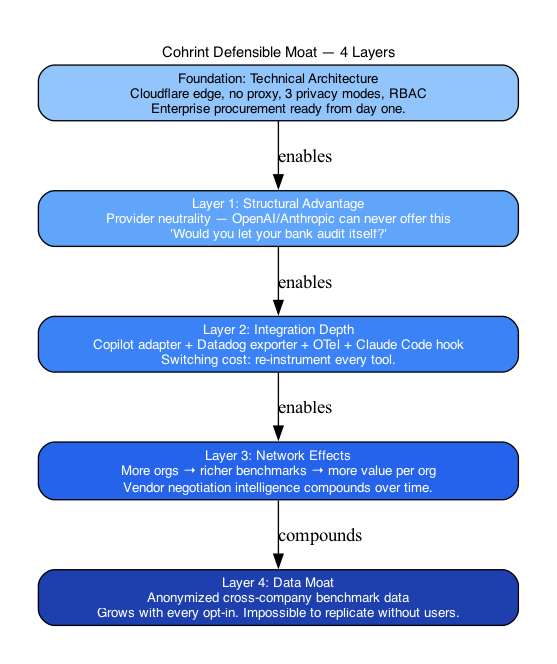 Cohrint Defensible Moat — 4 Layers
Foundation: Technical Architecture
Cloudflare edge, no proxy, 3 privacy modes, RBAC
Enterprise procurement ready from day one.
enables
Layer 1: Structural Advantage
Provider neutrality — OpenAI/Anthropic can never offer this
'Would you let your bank audit itself?'
enables
Layer 2: Integration Depth
Copilot adapter + Datadog exporter + OTel + Claude Code hook
Switching cost: re-instrument every tool.
enables
Layer 3: Network Effects
More orgs → richer benchmarks → more value per org
Vendor negotiation intelligence compounds over time.
compounds
Layer 4: Data Moat
Anonymized cross-company benchmark data
Grows with every opt-in. Impossible to replicate without users.